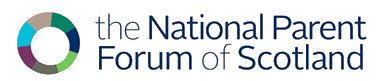 the National Parent
Forum of Scotland